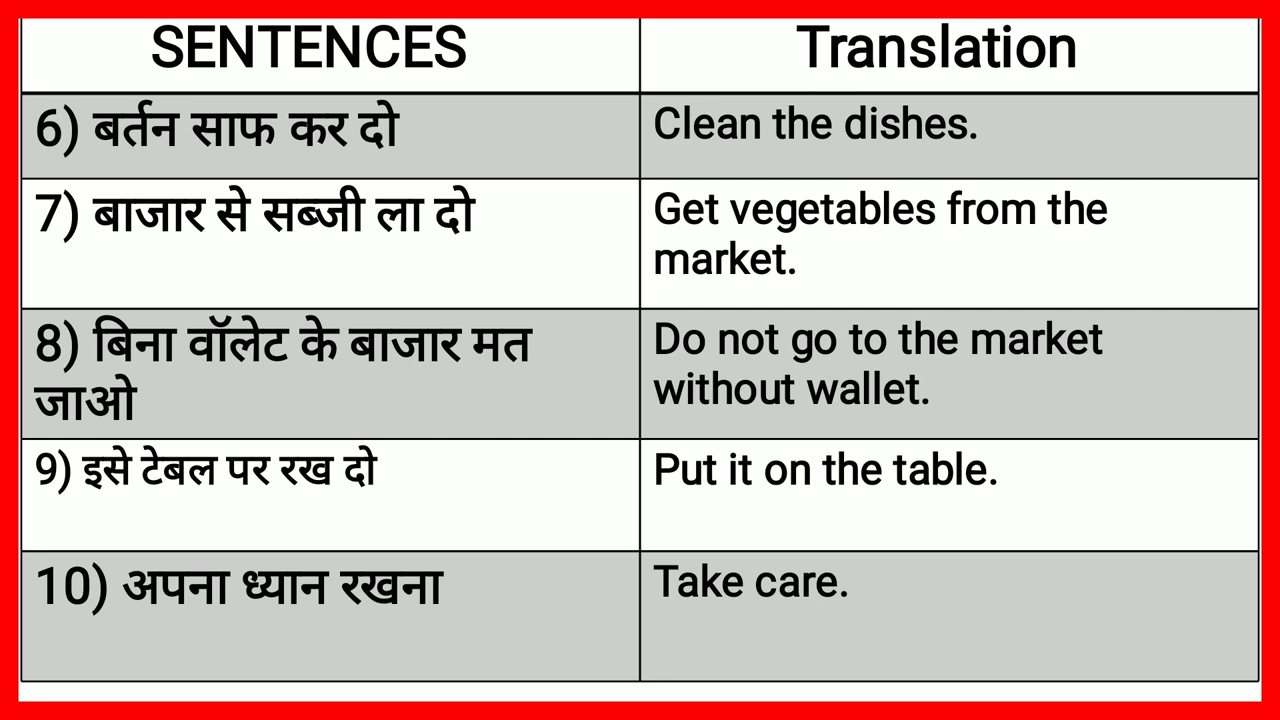 SENTENCES
Translation
6) बर्तन साफ कर दो
Clean the dishes.
7) बाजार से सब्जी ला दो
Get vegetables from the
market.
8) बिना वॉलेट के बाजार मत
जाओ
Do not go to the market
without wallet.
9) इसे टेबल पर रख दो
Put it on the table.
10) अपना ध्यान रखना
Take care.